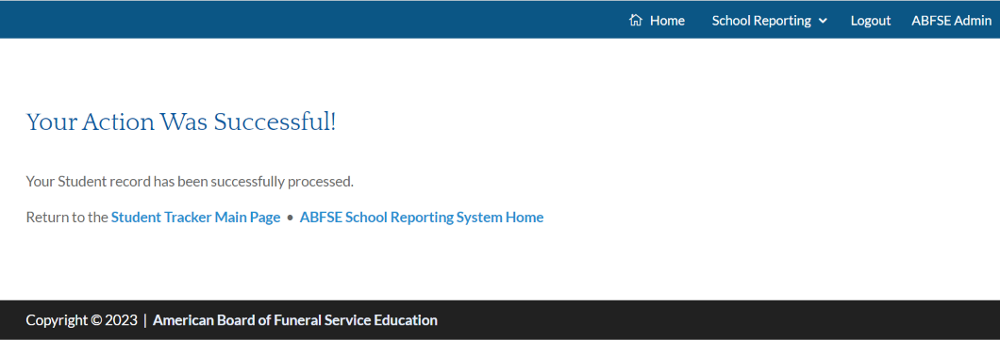 Home School Reporting Logout ABFSE Admin
Your Action Was Successful!
Your Student record has been successfully processed.
Return to the Student Tracker Main Page • ABFSE School Reporting System Home
Copyright © 2023 | American Board of Funeral Service Education